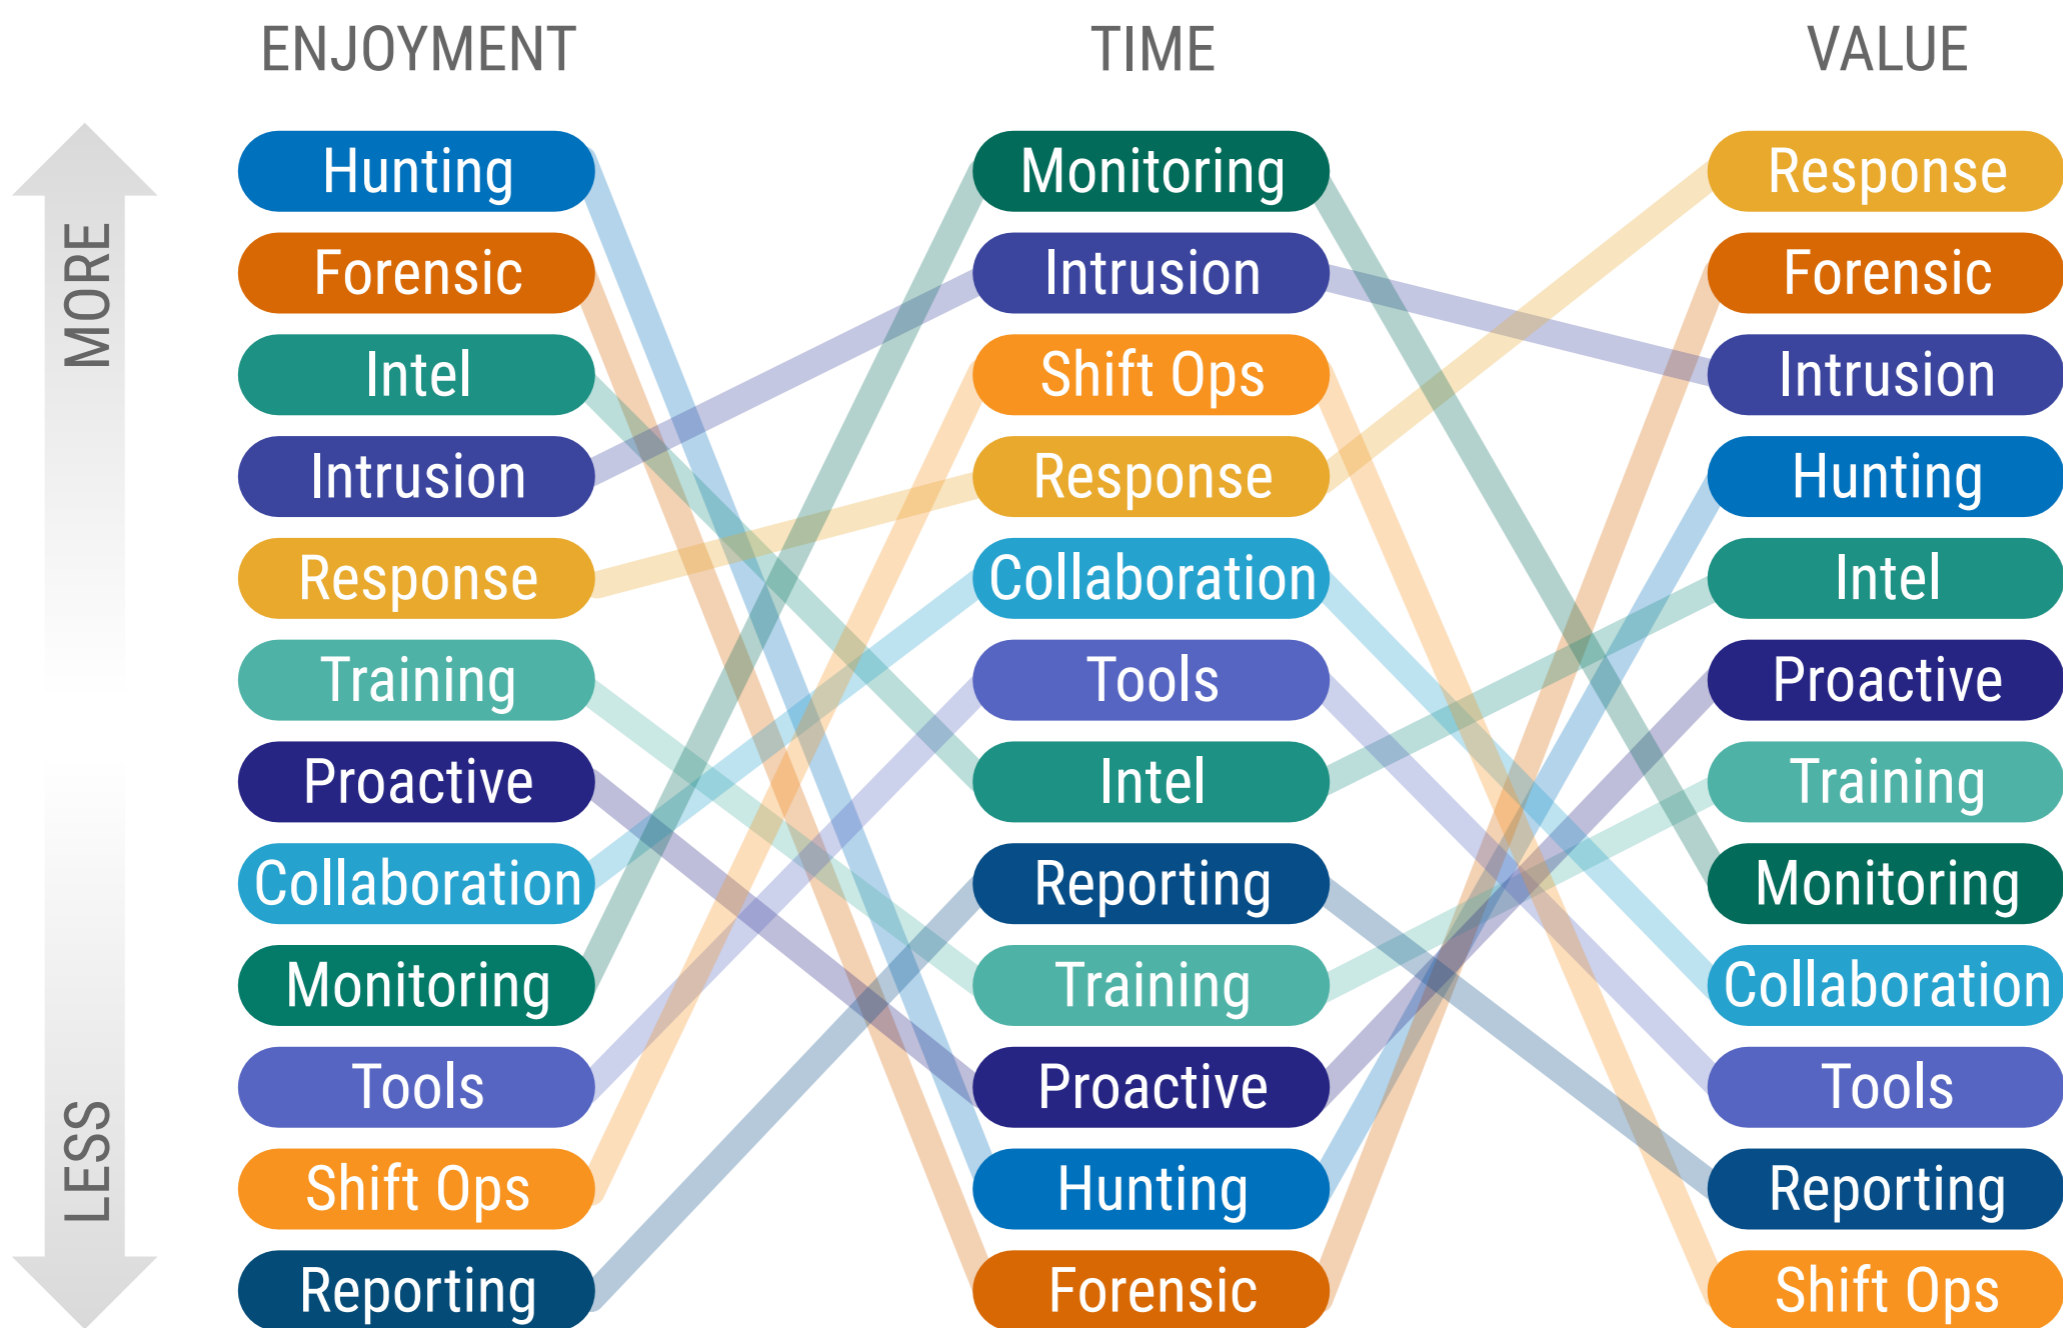 ENJOYMENT TIME VALUE
MORE
LESS
Hunting Monitoring Response
Forensic Intrusion Forensic
Intel Shift Ops Intrusion
Intrusion Response Hunting
Response Collaboration Intel
Training Tools Proactive
Proactive Intel Training
Collaboration Reporting Monitoring
Monitoring Training Collaboration
Tools Proactive Tools
Shift Ops Hunting Reporting
Reporting Forensic Shift Ops